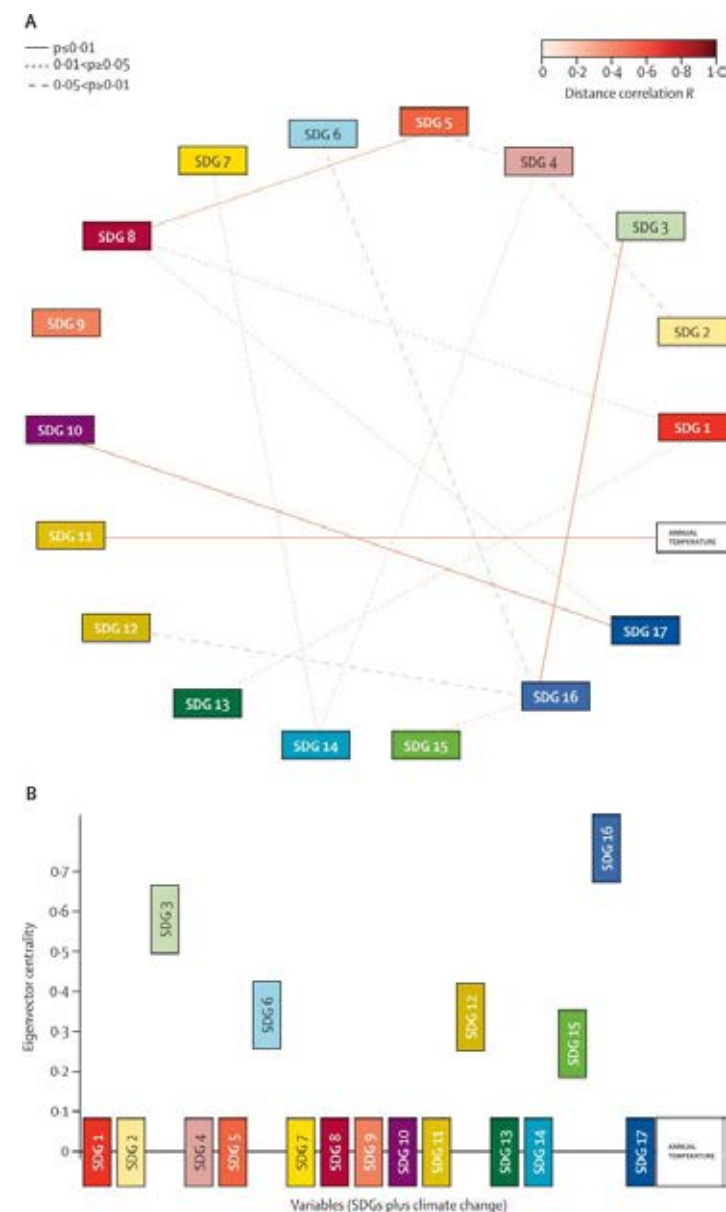 A
p≤0·01
0·01<p≥0·05
0·05<p≥0·01
0 0·2 0·4 0·6 0·8 1·0
Distance correlation R
SDG 5
SDG 6
SDG 4
SDG 7
SDG 3
SDG 8
SDG 9
SDG 2
SDG 10
SDG 1
SDG 11
ANNUAL
TEMPERATURE
SDG 12
SDG 17
SDG 16
SDG 13
SDG 14
SDG 15
B
Eigenvector centrality
0·7
0·6
0·5
0·4
0·3
0·2
0·1
0
SDG 1
SDG 2
SDG 3
SDG 4
SDG 5
SDG 6
SDG 7
SDG 8
SDG 9
SDG 10
SDG 11
SDG 12
SDG 13
SDG 14
SDG 15
SDG 16
SDG 17
ANNUAL
TEMPERATURE
Variables (SDGs plus climate change)